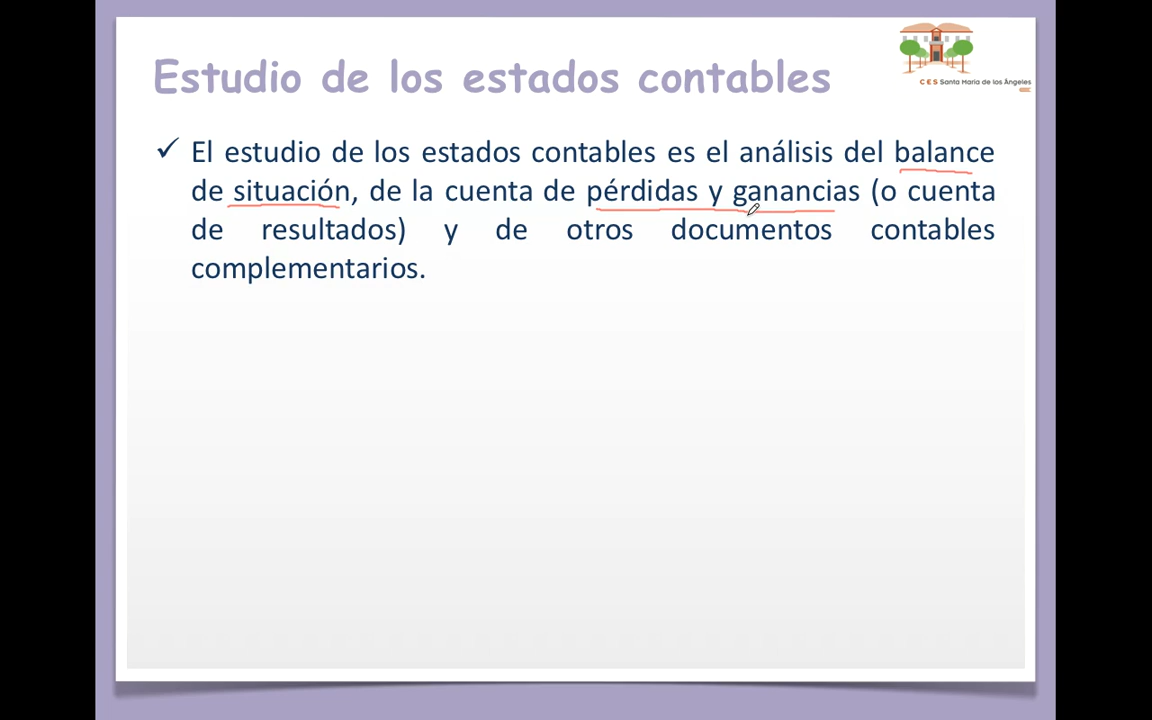 Estudio de los estados contables
C E S Santa María de los Ángeles
✓ El estudio de los estados contables es el análisis del balance
de situación, de la cuenta de pérdidas y ganancias (o cuenta
de resultados) y de otros documentos contables
complementarios.